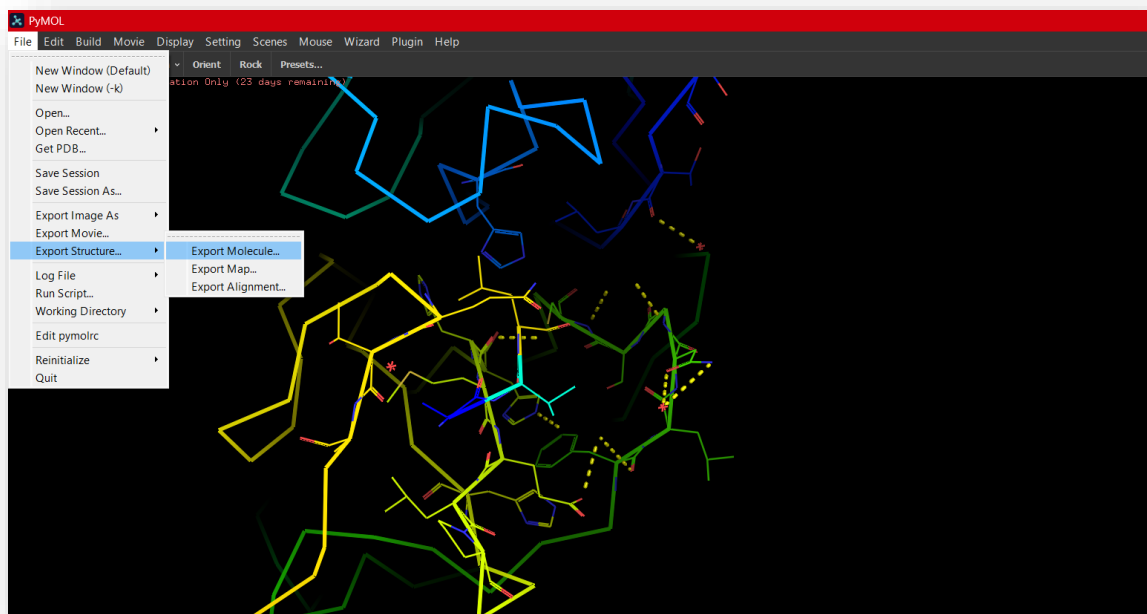 PyMOL
File Edit Build Movie Display Setting Scenes Mouse Wizard Plugin Help
Orient Rock Presets...
ation Only (23 days remaining)
New Window (Default)
New Window (-k)
Open...
Open Recent...
Get PDB...
Save Session
Save Session As...
Export Image As
Export Movie...
Export Structure...
Export Molecule...
Export Map...
Export Alignment...
Log File
Run Script...
Working Directory
Edit pymolrc
Reinitialize
Quit